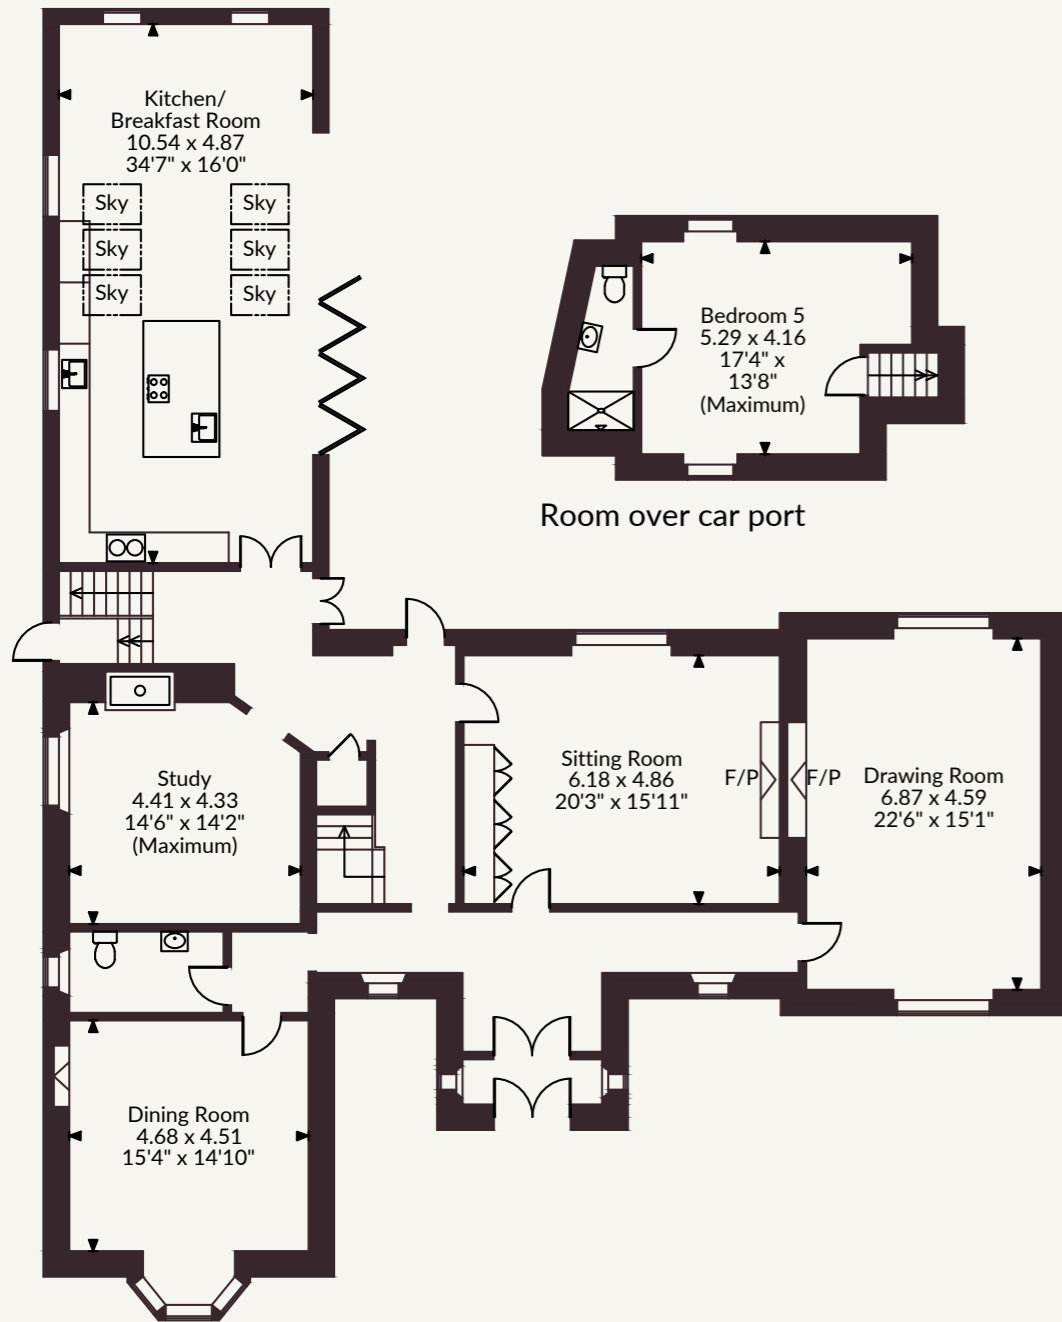 Kitchen/
Breakfast Room
10.54 x 4.87
34'7" x 16'0"
Sky
Sky
Sky
Sky
Sky
Sky
Bedroom 5
5.29 x 4.16
17'4" x
13'8"
(Maximum)
Room over car port
Study
4.41 x 4.33
14'6" x 14'2"
(Maximum)
Sitting Room
6.18 x 4.86
20'3" x 15'11"
F/P
F/P
Drawing Room
6.87 x 4.59
22'6" x 15'1"
Dining Room
4.68 x 4.51
15'4" x 14'10"